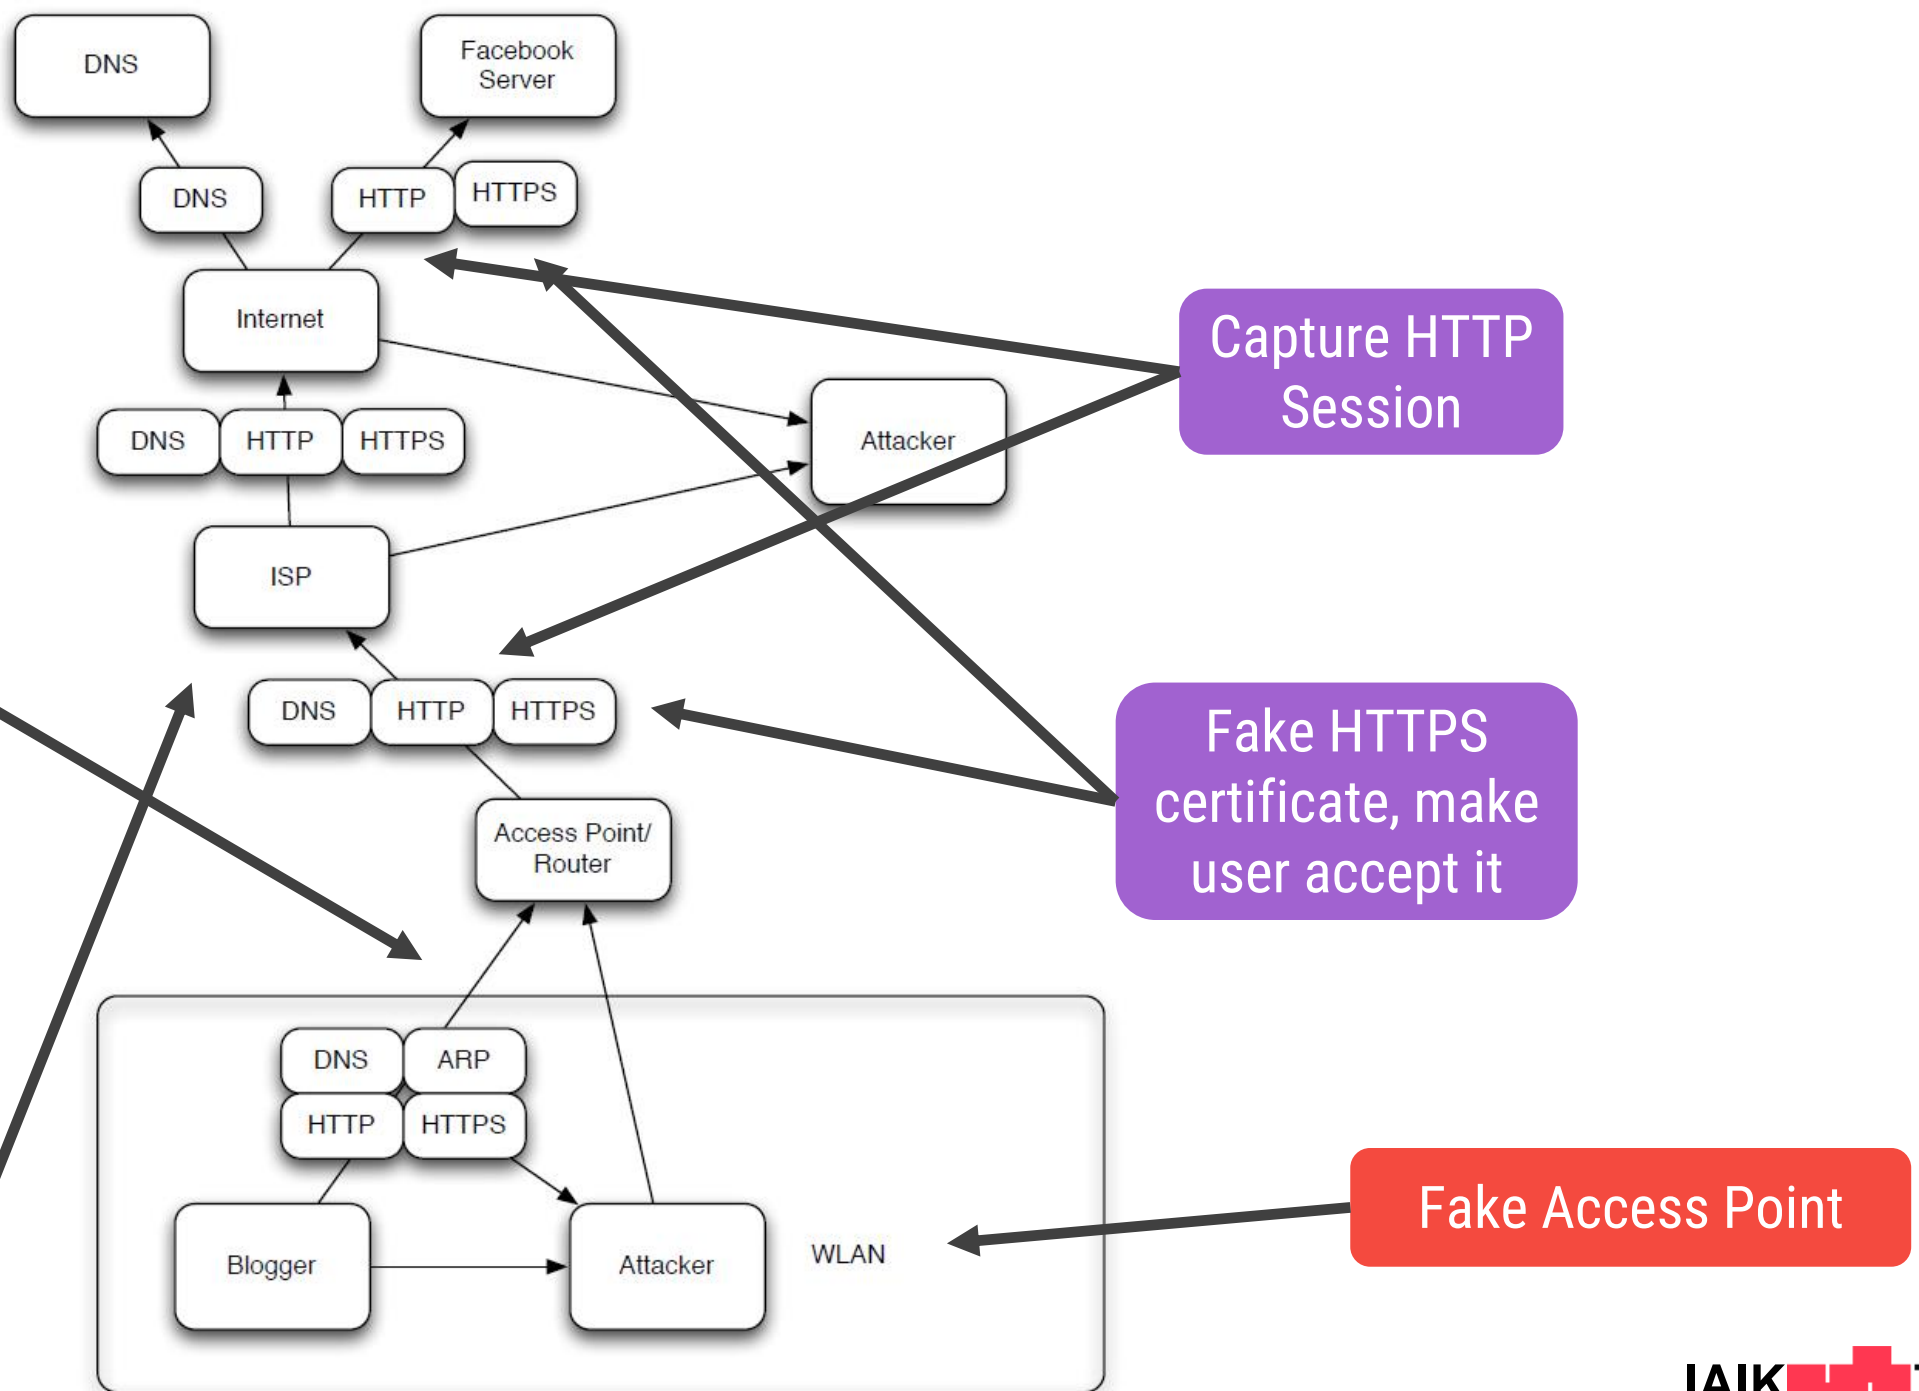 DNS
Facebook
Server
DNS
HTTP
HTTPS
Internet
Capture HTTP
Session
DNS
HTTP
HTTPS
Attacker
ISP
DNS
HTTP
HTTPS
Fake HTTPS
certificate, make
user accept it
Access Point/
Router
DNS
ARP
HTTP
HTTPS
Fake Access Point
Blogger
Attacker
WLAN
IAIK